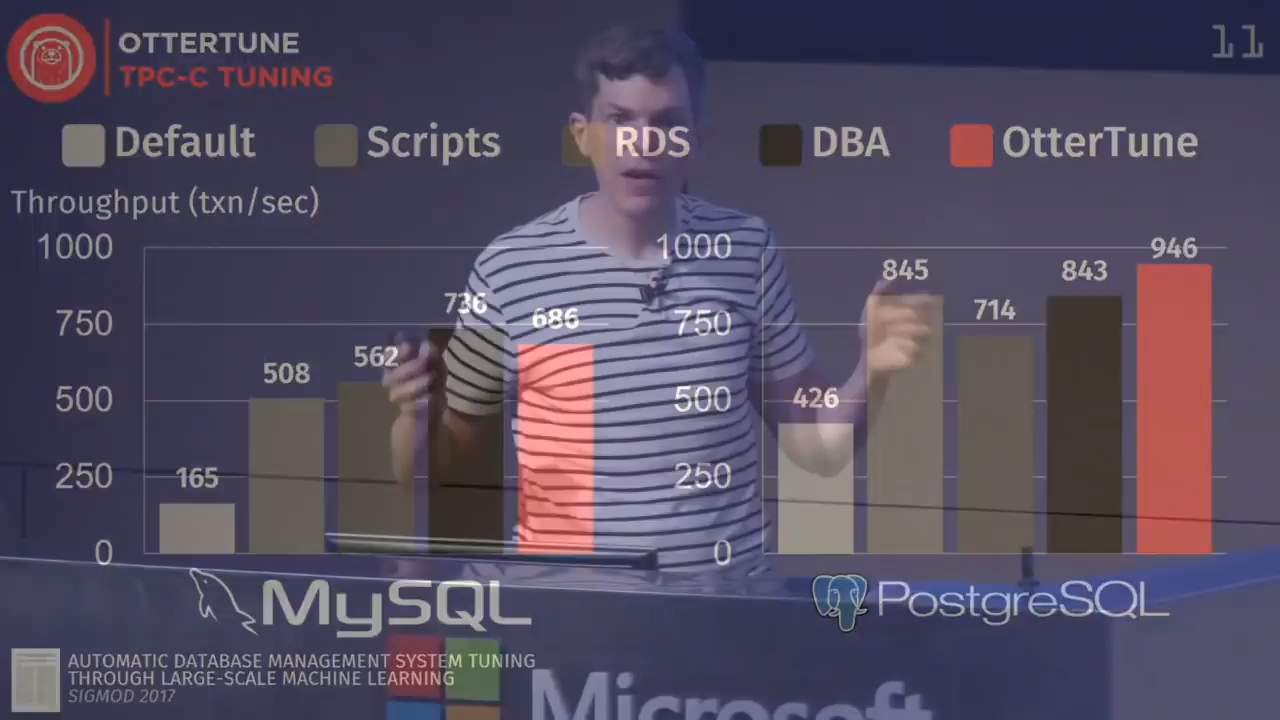 OTTERTUNE
TPC-C TUNING
11
Default
Scripts
RDS
DBA
OtterTune
Throughput (txn/sec)
1000
750
500
250
0
165
508
562
736
686
MySQL
1000
750
500
250
0
426
845
714
843
946
PostgreSQL
AUTOMATIC DATABASE MANAGEMENT SYSTEM TUNING
THROUGH LARGE-SCALE MACHINE LEARNING
SIGMOD 2017
Microsoft